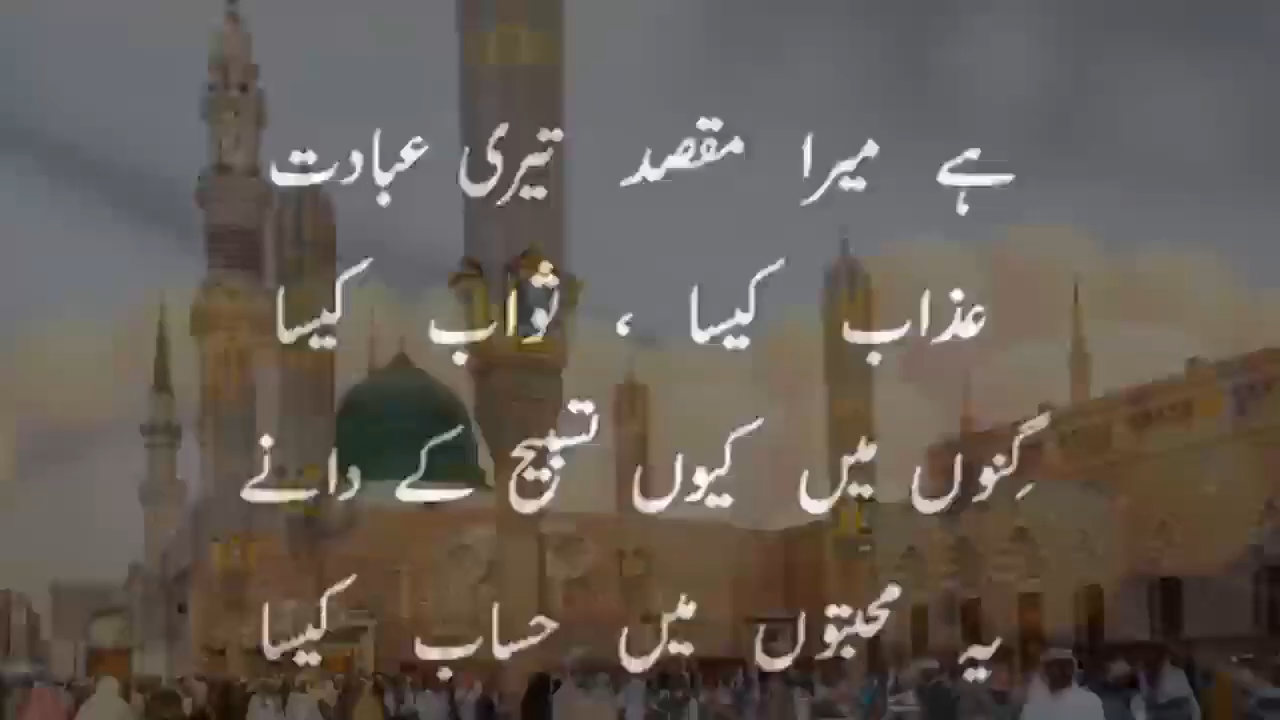 ہے میرا مقصد تیری عبادت
عذاب کیسا ، ثواب کیسا
گِنوں میں کیوں تسبیح کے دانے
یہ محبتوں میں حساب کیسا